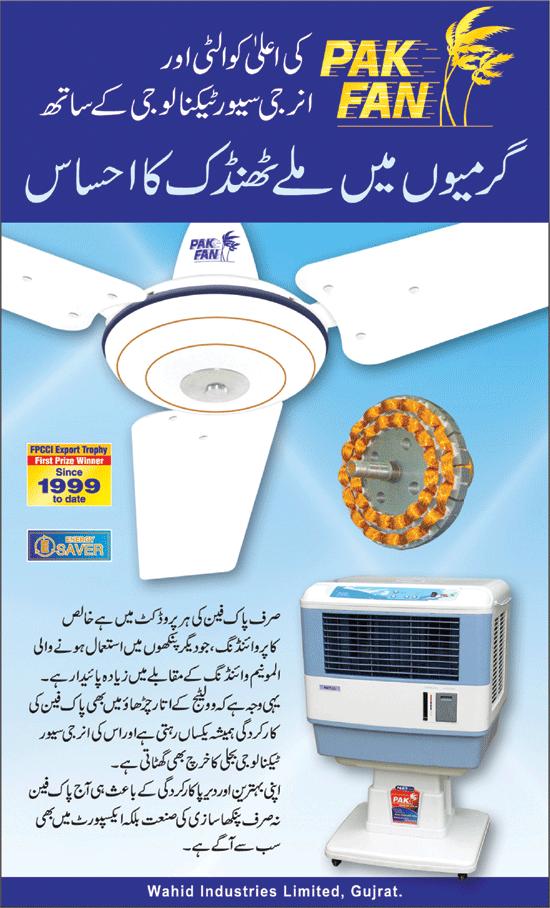 PAK FAN کی اعلیٰ کوالٹی اور
انرجی سیور ٹیکنالوجی کے ساتھ
گرمیوں میں ملے ٹھنڈک کا احساس
PAK
FAN
FPCCI Export Trophy
First Prize Winner
Since
1999
to date
ENERGY
SAVER
صرف پاک فین کی ہر پروڈکٹ میں ہے خالص
کاپر وائنڈنگ، جو دیگر پنکھوں میں استعمال ہونے والی
المونیم وائنڈنگ کے مقابلے میں زیادہ پائیدار ہے۔
یہی وجہ ہے کہ وولٹیج کے اتار چڑھاؤ میں بھی پاک فین کی
کارکردگی ہمیشہ یکساں رہتی ہے اور اس کی انرجی سیور
ٹیکنالوجی بجلی کا خرچ بھی گھٹاتی ہے۔
اپنی بہترین اور دیرپا کارکردگی کے باعث ہی آج پاک فین
نہ صرف پنکھا سازی کی صنعت بلکہ ایکسپورٹ میں بھی
سب سے آگے ہے۔
PAK
Wahid Industries Limited, Gujrat.